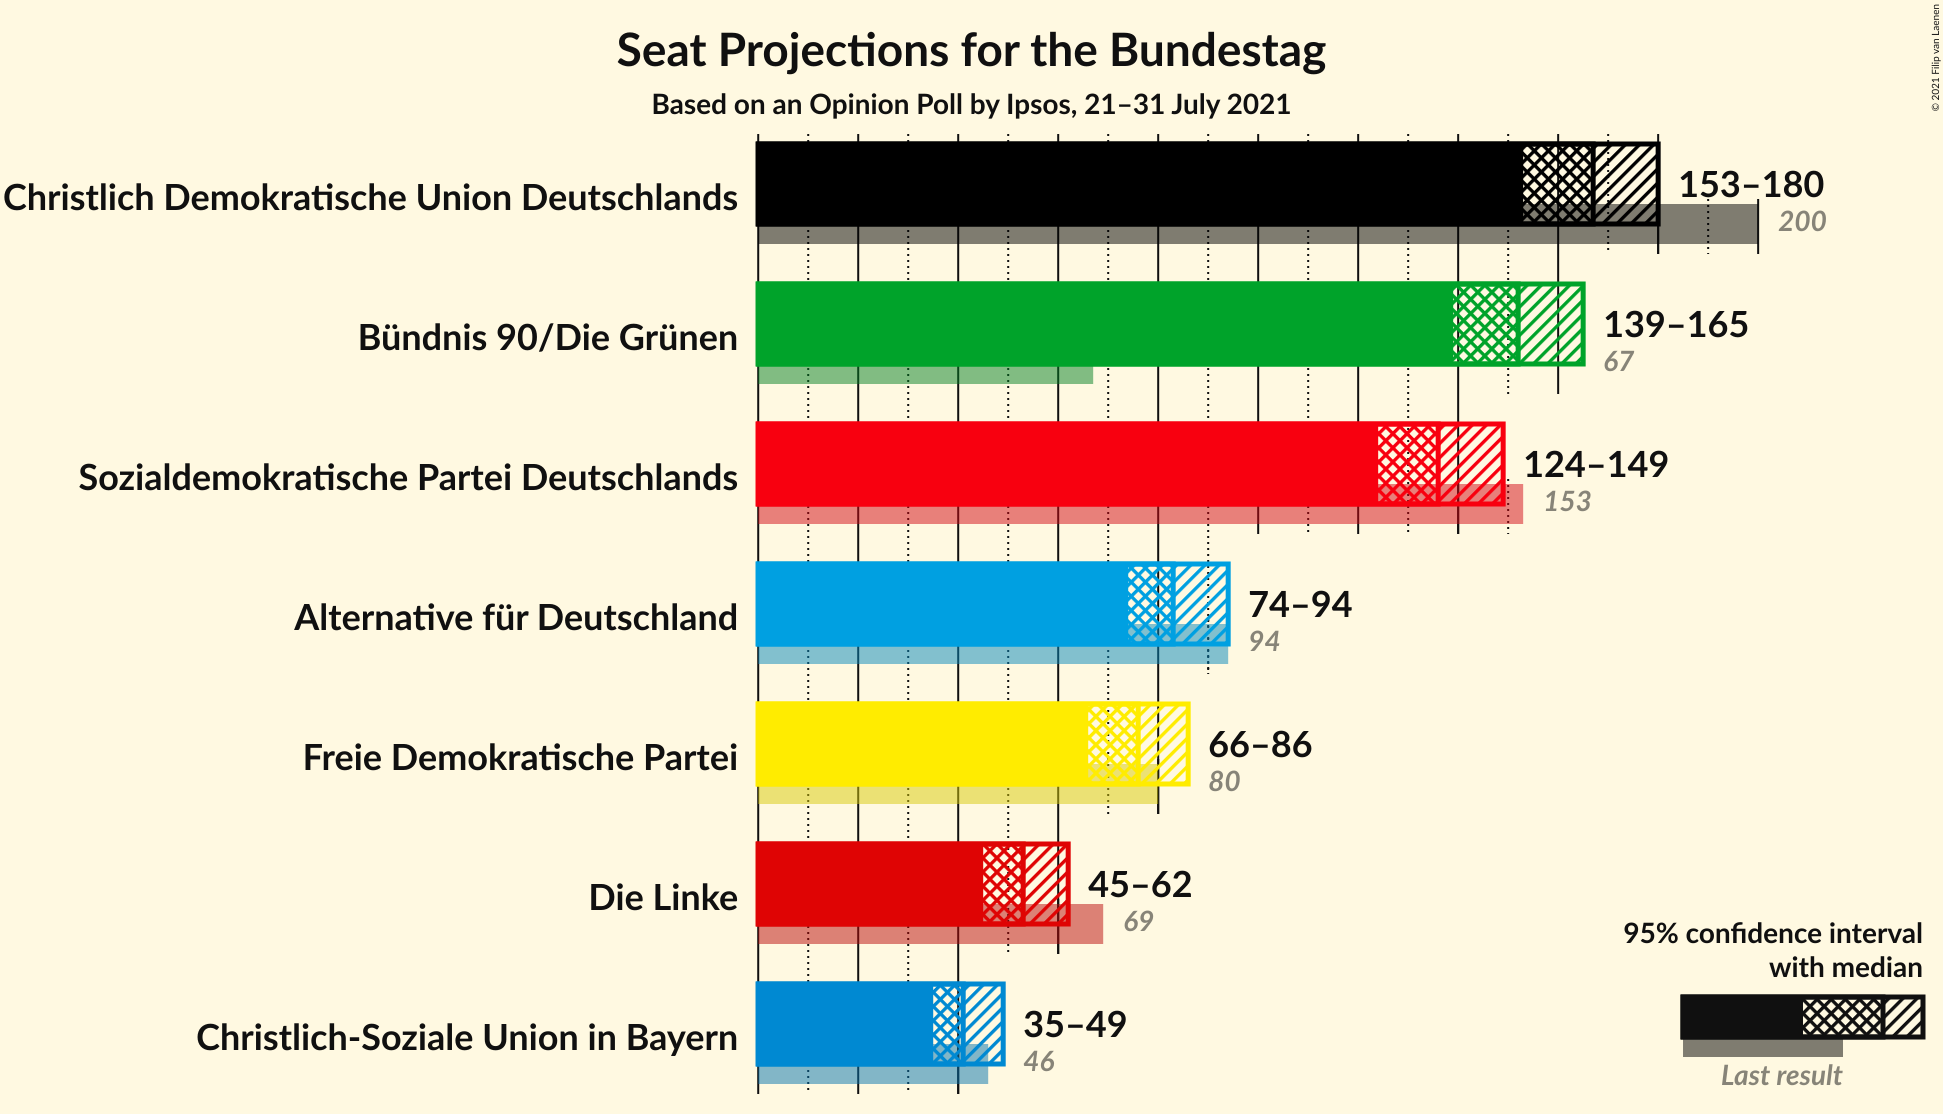 Seat Projections for the Bundestag
Based on an Opinion Poll by Ipsos, 21–31 July 2021
© 2021 Filip van Laenen
Christlich Demokratische Union Deutschlands
153–180
200
Bündnis 90/Die Grünen
139–165
67
Sozialdemokratische Partei Deutschlands
124–149
153
Alternative für Deutschland
74–94
94
Freie Demokratische Partei
66–86
80
Die Linke
45–62
69
Christlich-Soziale Union in Bayern
35–49
46
95% confidence interval
with median
Last result